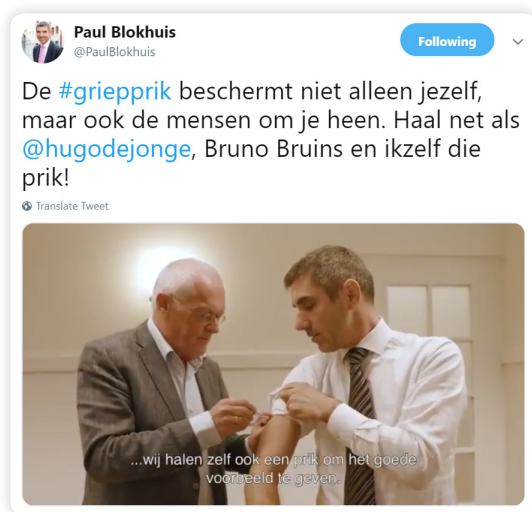 Paul Blokhuis
@PaulBlokhuis
Following
De #griepprik beschermt niet alleen jezelf,
maar ook de mensen om je heen. Haal net als
@hugodejonge, Bruno Bruins en ikzelf die
prik!
Translate Tweet
...wij halen zelf ook een prik om het goede
voorbeeld te geven.